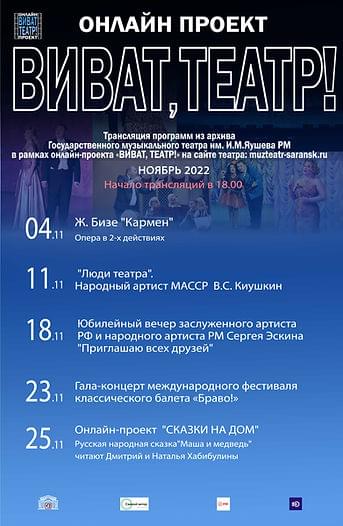 ОНЛАЙН
ВИВАТ,
ТЕАТР!
ПРОЕКТ
ОНЛАЙН ПРОЕКТ
ВИВАТ, ТЕАТР!
Трансляция программ из архива
Государственного музыкального театра им. И.М.Яушева РМ
в рамках онлайн-проекта «ВИВАТ, ТЕАТР!» на сайте театра: muzteatr-saransk.ru
НОЯБРЬ 2022
Начало трансляций в 18.00
04.11
Ж. Бизе "Кармен"
Опера в 2-х действиях
11.11
"Люди театра".
Народный артист МАССР В.С. Киушкин
18.11
Юбилейный вечер заслуженного артиста
РФ и народного артиста РМ Сергея Эскина
"Приглашаю всех друзей"
23.11
Гала-концерт международного фестиваля
классического балета «Браво!»
25.11
Онлайн-проект "СКАЗКИ НА ДОМ"
Русская народная сказка"Маша и медведь"
читают Дмитрий и Наталья Хабибулины